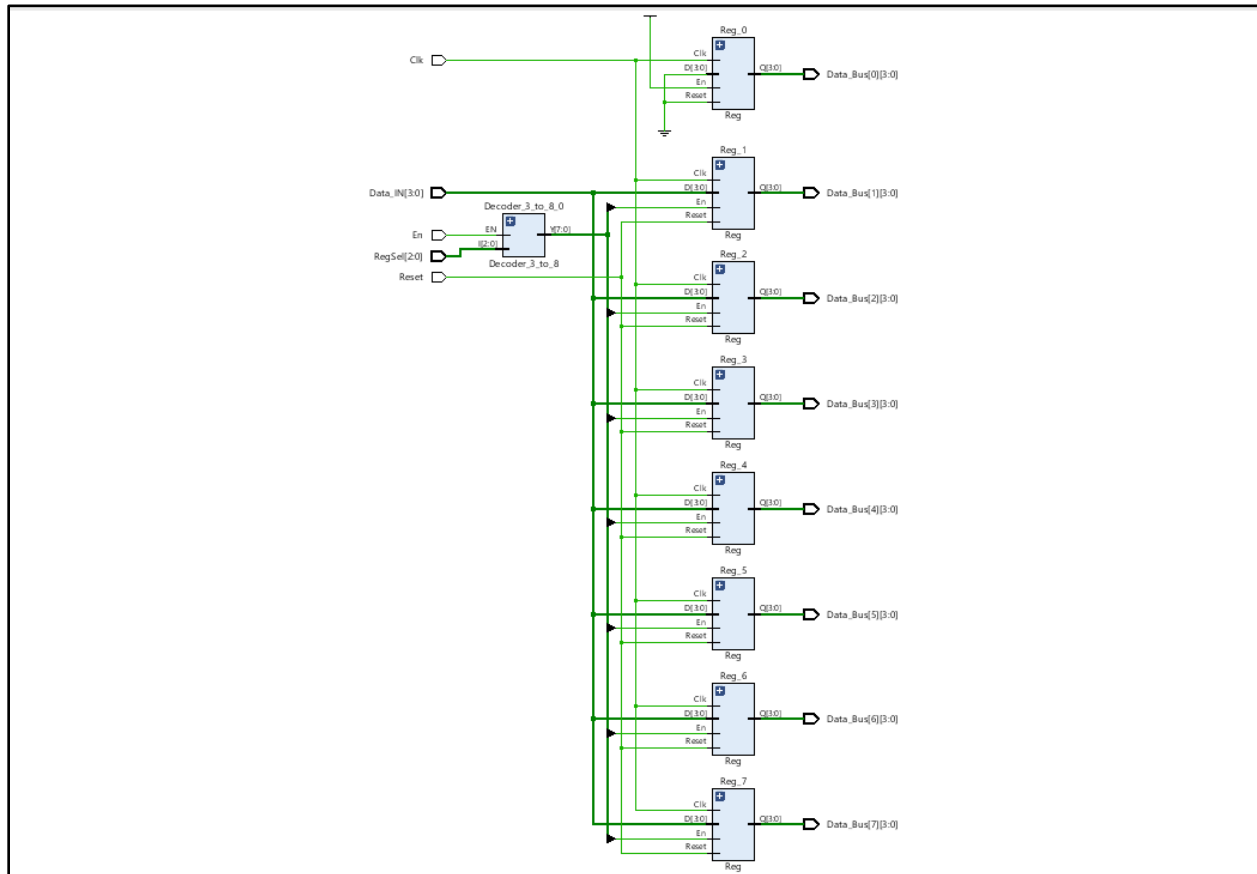 Reg_0
Clk
Clk
D[3:0]
Q[3:0]
Data_Bus[0][3:0]
En
Reset
Reg
Reg_1
Clk
Data_IN[3:0]
D[3:0]
Q[3:0]
Data_Bus[1][3:0]
Decoder_3_to_8_0
En
Reset
En
EN
Y[7:0]
Reg
I[2:0]
RegSel[2:0]
Decoder_3_to_8
Reg_2
Reset
Clk
D[3:0]
Q[3:0]
Data_Bus[2][3:0]
En
Reset
Reg
Reg_3
Clk
D[3:0]
Q[3:0]
Data_Bus[3][3:0]
En
Reset
Reg
Reg_4
Clk
D[3:0]
Q[3:0]
Data_Bus[4][3:0]
En
Reset
Reg
Reg_5
Clk
D[3:0]
Q[3:0]
Data_Bus[5][3:0]
En
Reset
Reg
Reg_6
Clk
D[3:0]
Q[3:0]
Data_Bus[6][3:0]
En
Reset
Reg
Reg_7
Clk
D[3:0]
Q[3:0]
Data_Bus[7][3:0]
En
Reset
Reg